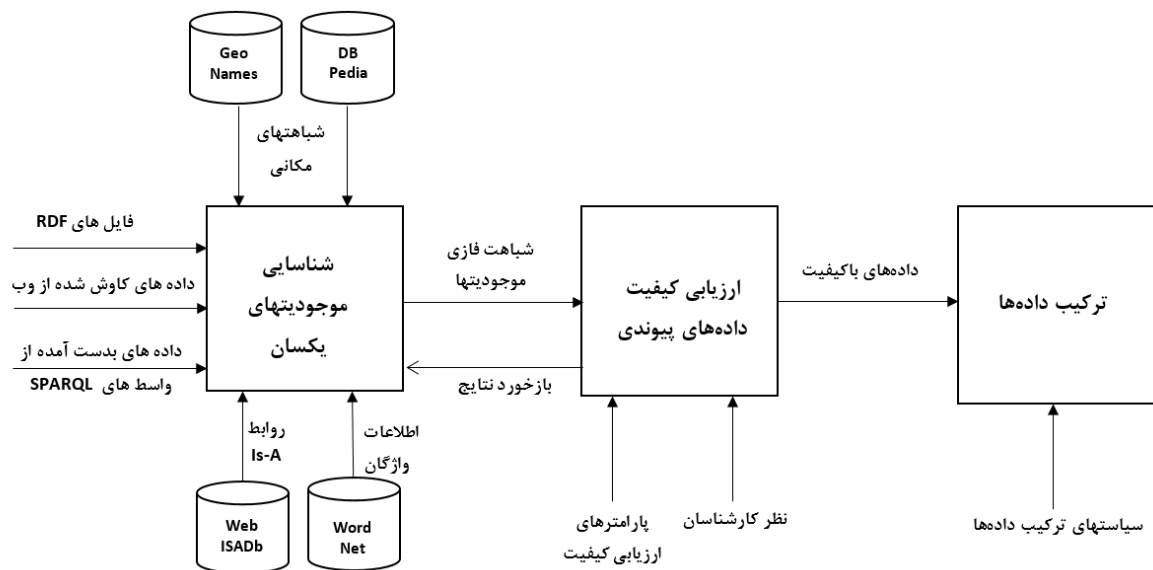 Geo
Names
DB
Pedia
شباهتهای
مکانی
فایل های RDF
داده های کاوش شده از وب
داده های بدست آمده از
واسط های SPARQL
شناسایی
موجودیتهای
یکسان
شباهت فازی
موجودیتها
بازخورد نتایج
ارزیابی کیفیت
داده‌های پیوندی
داده‌های باکیفیت
ترکیب داده‌ها
روابط
Is-A
اطلاعات
واژگان
Web
ISADb
Word
Net
پارامترهای
ارزیابی کیفیت
نظر کارشناسان
سیاستهای ترکیب داده‌ها